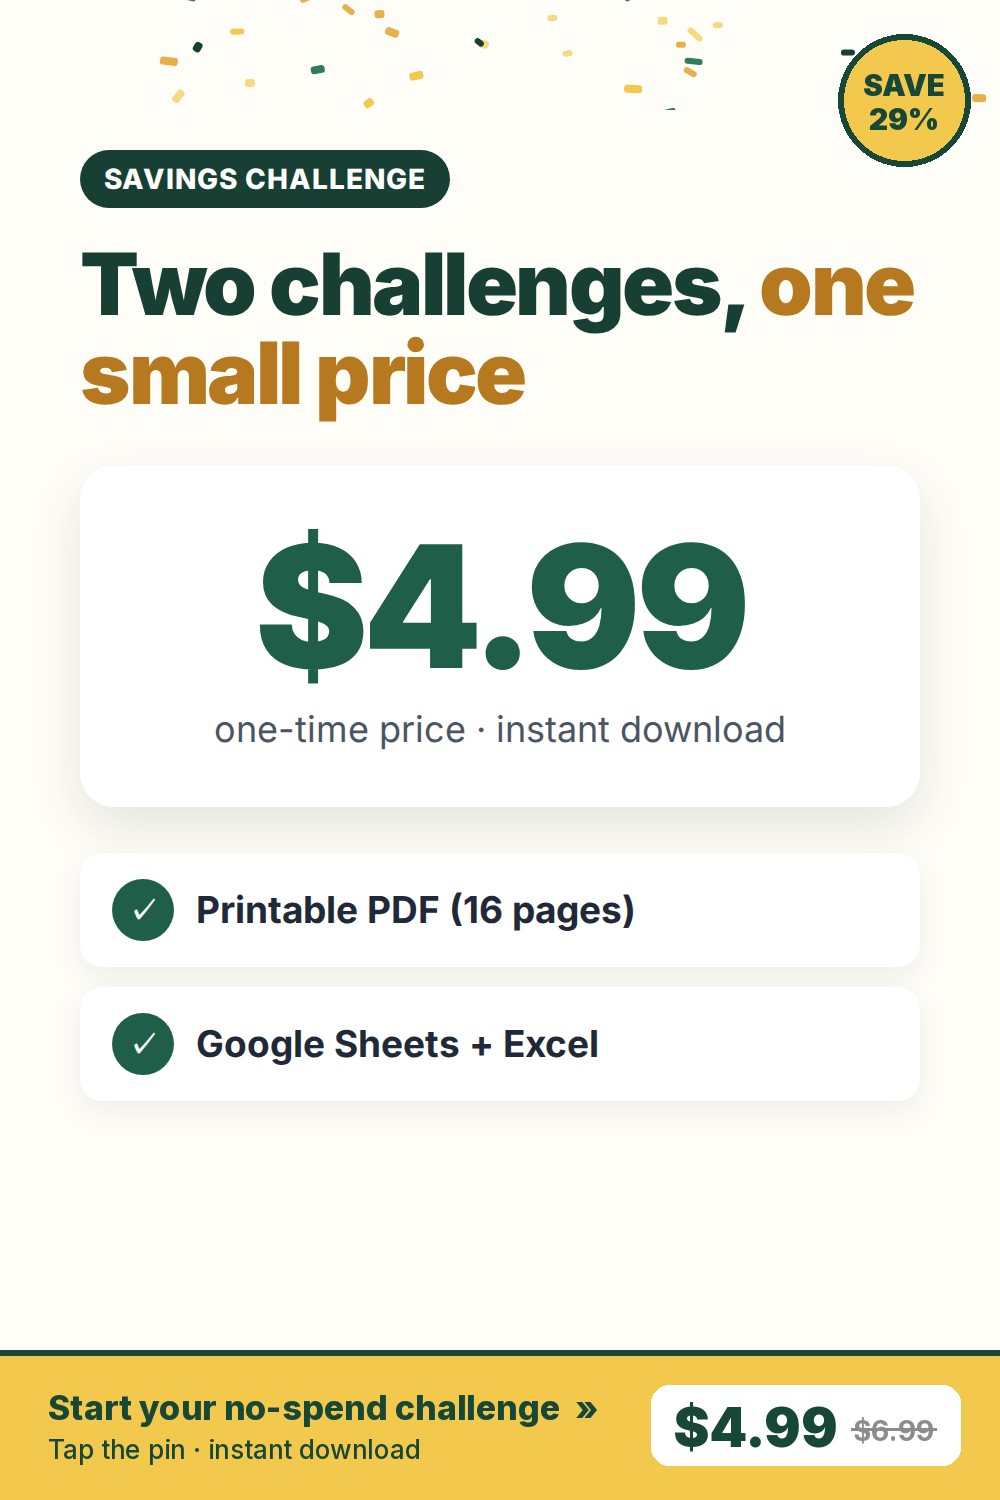 SAVE
29%
SAVINGS CHALLENGE
Two challenges, one
small price
$4.99
one-time price · instant download
✓ Printable PDF (16 pages)
✓ Google Sheets + Excel
Start your no-spend challenge »
Tap the pin · instant download
$4.99 $6.99